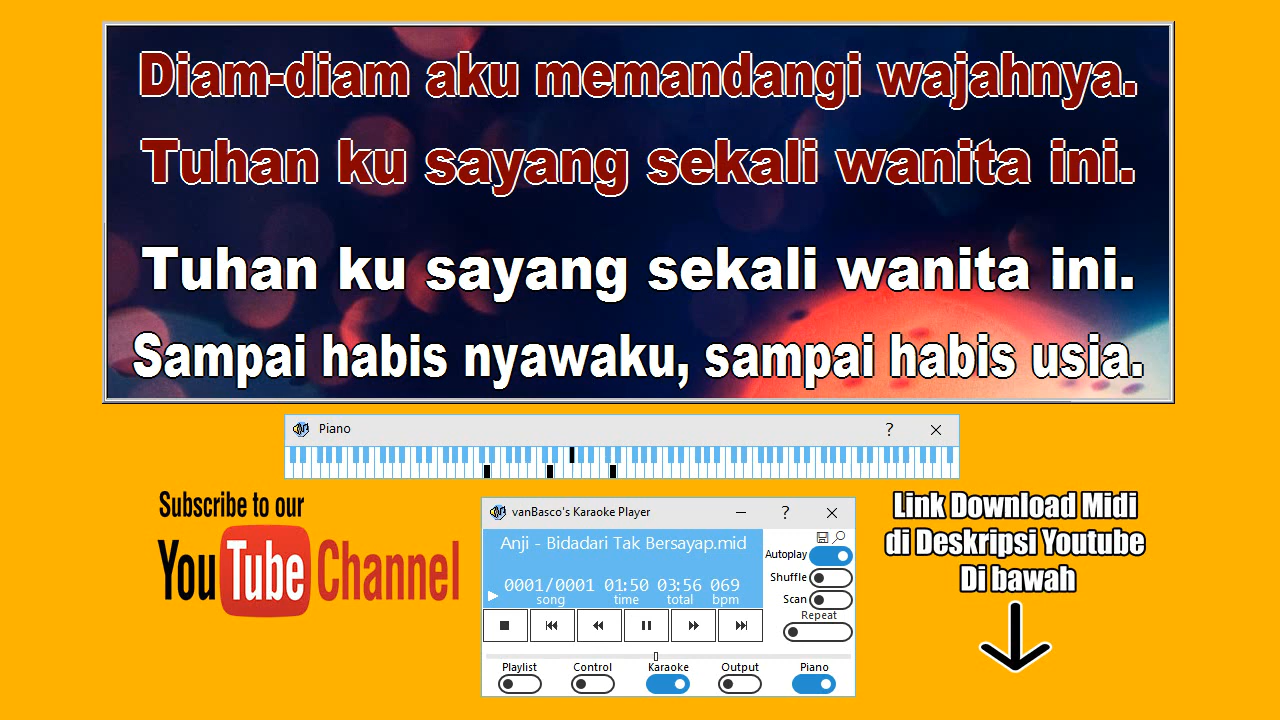 Diam-diam aku memandangi wajahnya.
Tuhan ku sayang sekali wanita ini.
Tuhan ku sayang sekali wanita ini.
Sampai habis nyawaku, sampai habis usia.
Piano
?
Subscribe to our
YouTube Channel
vanBasco's Karaoke Player
?
Anji - Bidadari Tak Bersayap.mid
0001/0001 01:50 03:56 069
song time total bpm
Autoplay
Shuffle
Scan
Repeat
Playlist Control Karaoke Output Piano
Link Download Midi
di Deskripsi Youtube
Di bawah